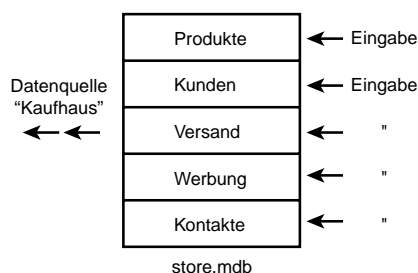 Produkte
Eingabe
Datenquelle
“Kaufhaus”
Kunden
Eingabe
Versand
"
Werbung
"
Kontakte
"
store.mdb